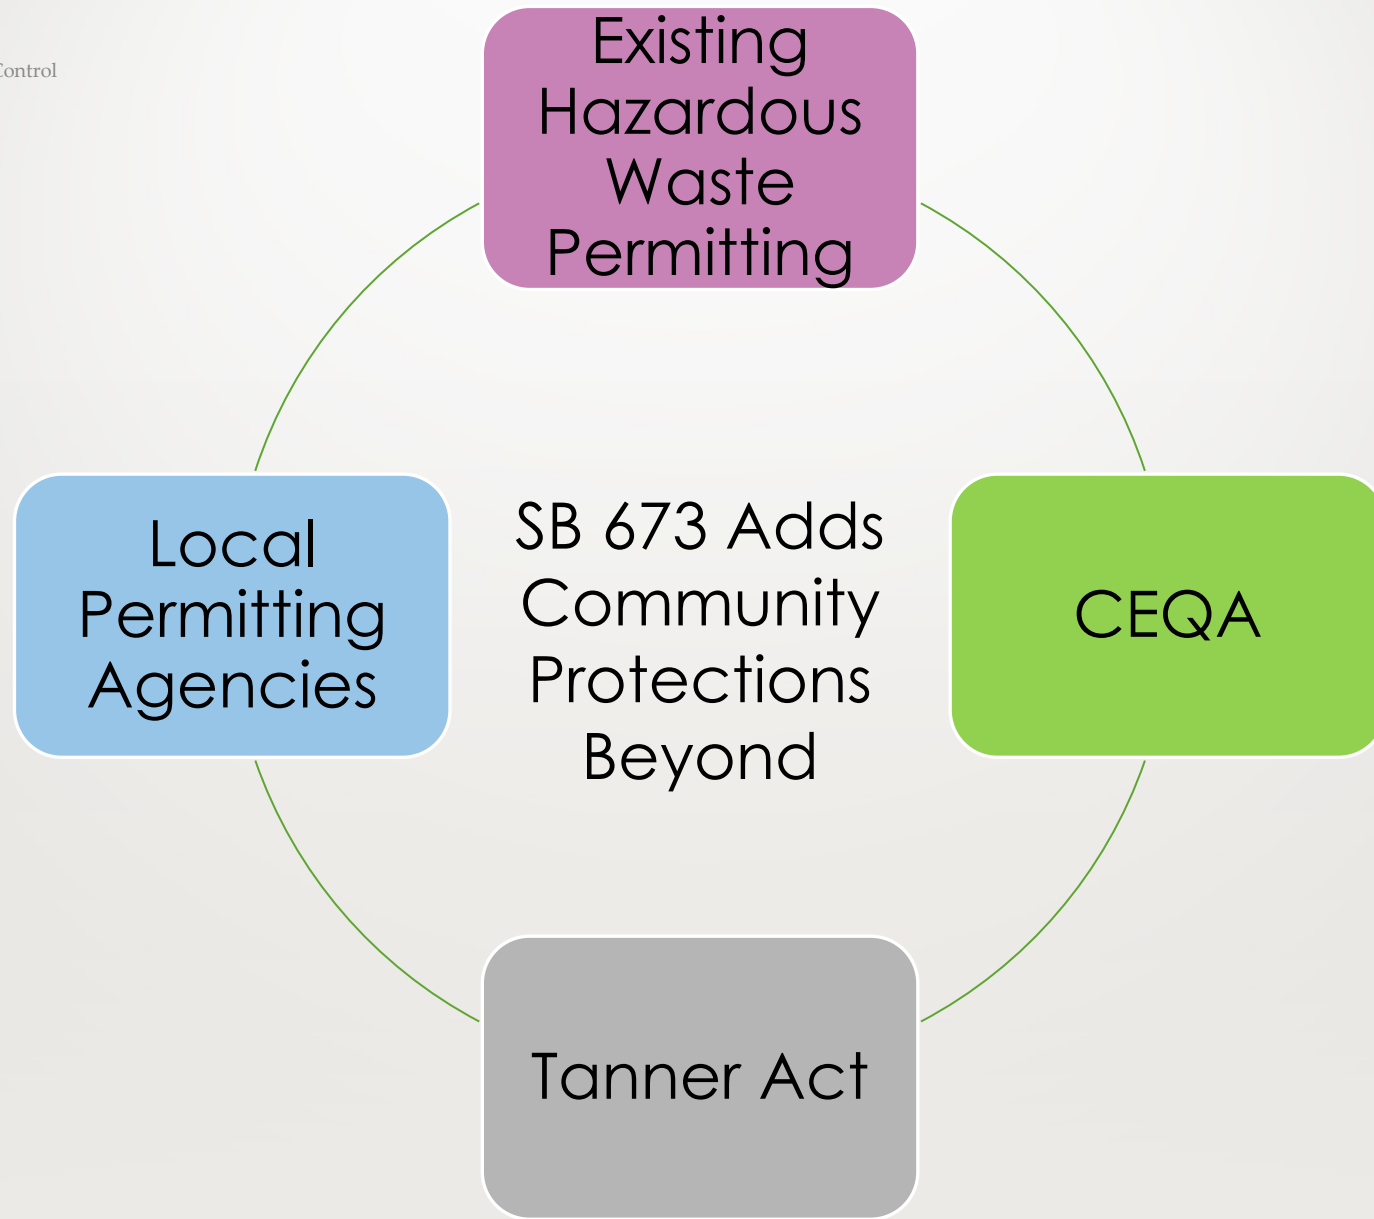 Control
Existing
Hazardous
Waste
Permitting
Local
Permitting
Agencies
SB 673 Adds
Community
Protections
Beyond
CEQA
Tanner Act